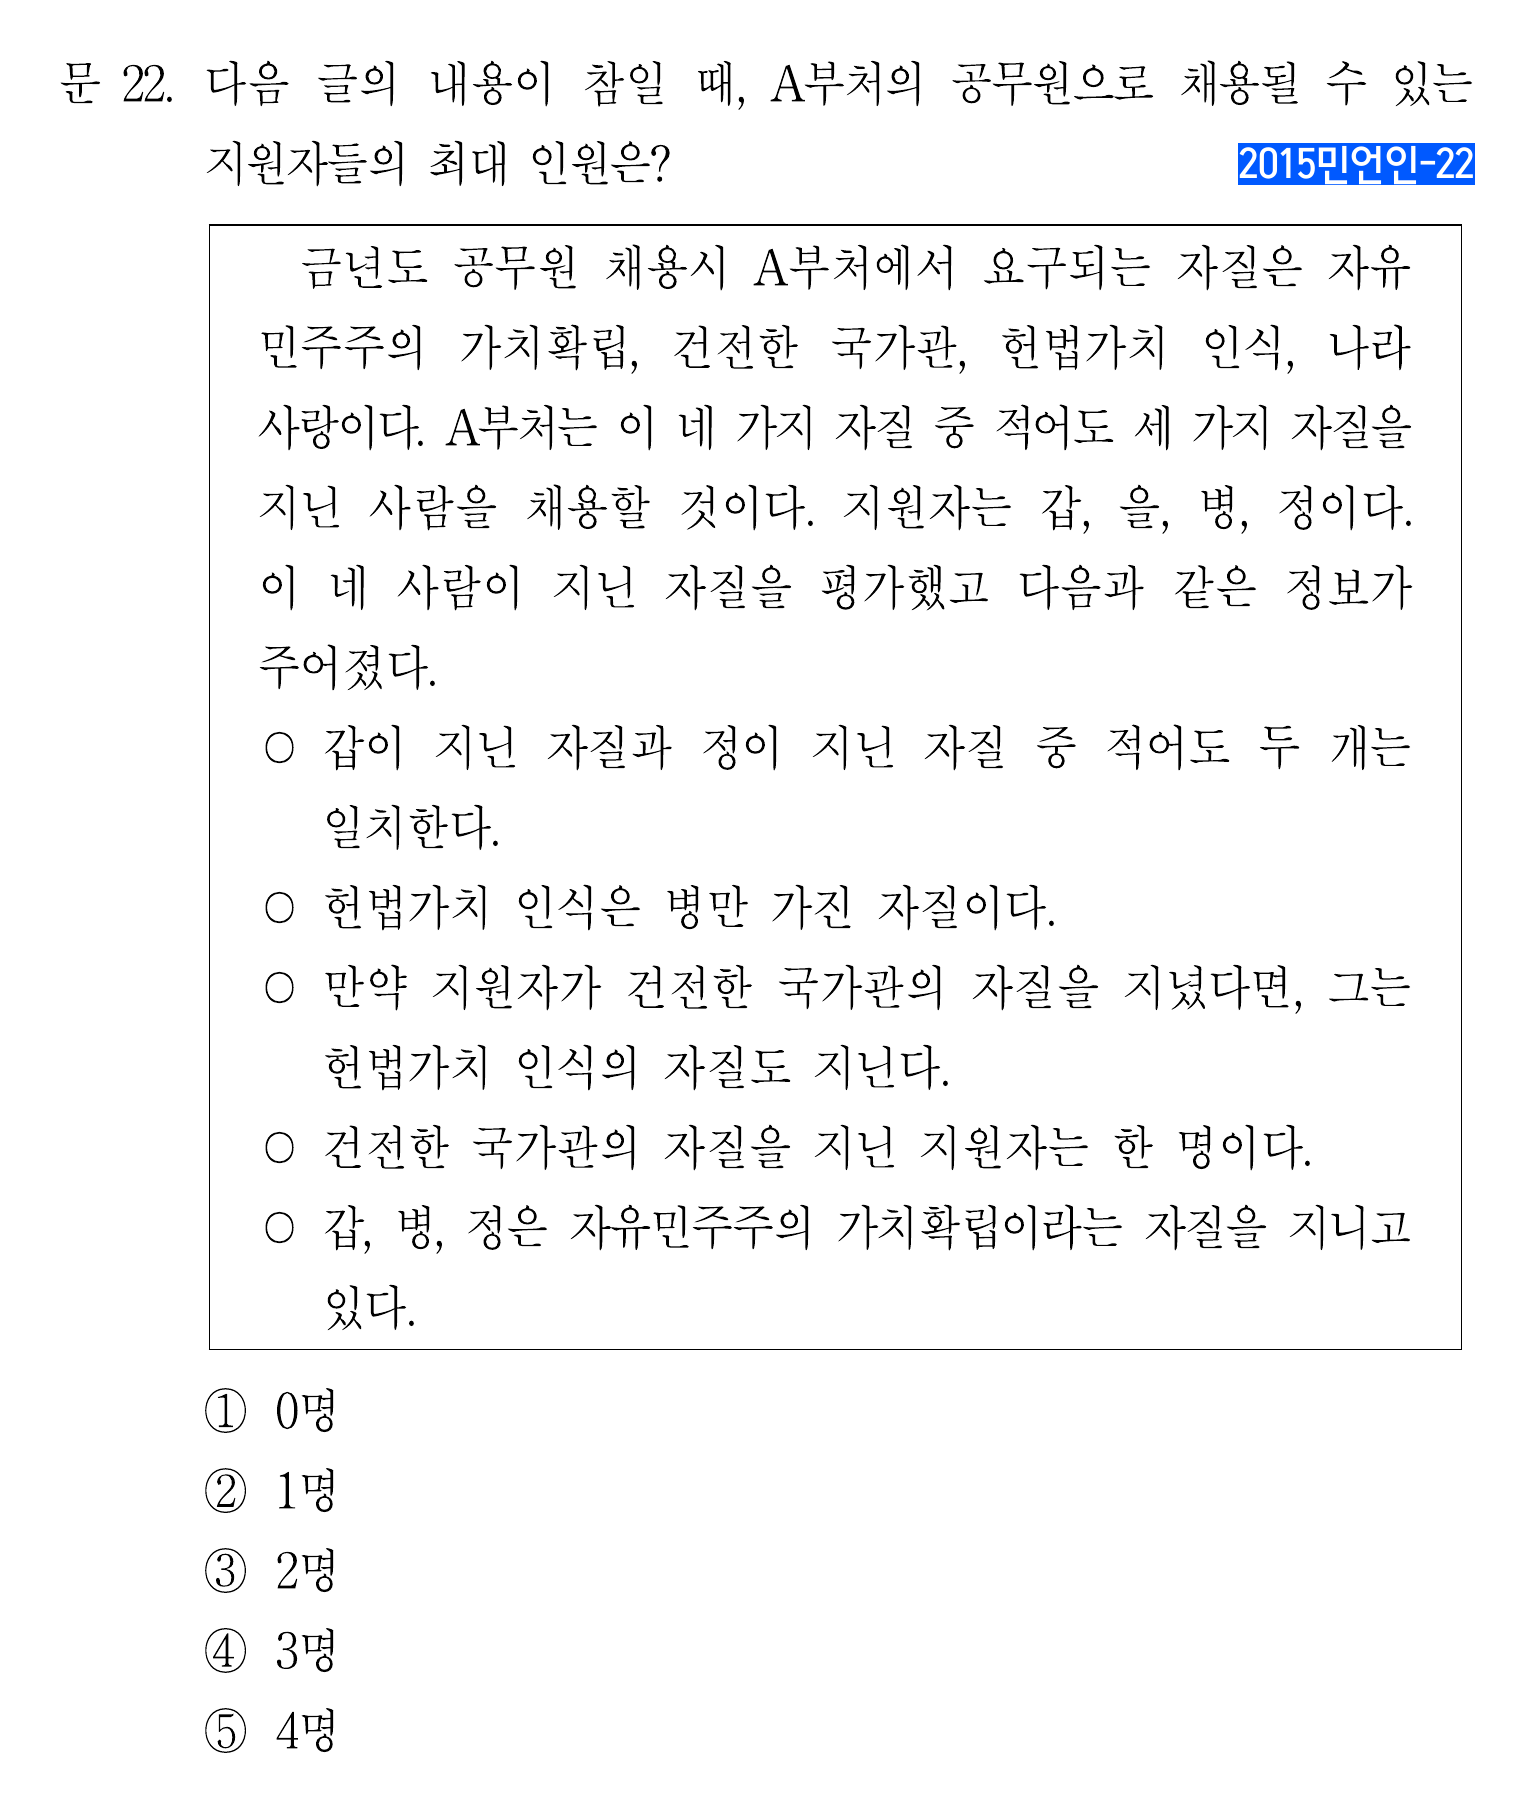 문 22. 다음 글의 내용이 참일 때, A부처의 공무원으로 채용될 수 있는
지원자들의 최대 인원은?
2015민언인-22
금년도 공무원 채용시 A부처에서 요구되는 자질은 자유
민주주의 가치확립, 건전한 국가관, 헌법가치 인식, 나라
사랑이다. A부처는 이 네 가지 자질 중 적어도 세 가지 자질을
지닌 사람을 채용할 것이다. 지원자는 갑, 을, 병, 정이다.
이 네 사람이 지닌 자질을 평가했고 다음과 같은 정보가
주어졌다.
○ 갑이 지닌 자질과 정이 지닌 자질 중 적어도 두 개는
일치한다.
○ 헌법가치 인식은 병만 가진 자질이다.
○ 만약 지원자가 건전한 국가관의 자질을 지녔다면, 그는
헌법가치 인식의 자질도 지닌다.
○ 건전한 국가관의 자질을 지닌 지원자는 한 명이다.
○ 갑, 병, 정은 자유민주주의 가치확립이라는 자질을 지니고
있다.
① 0명
② 1명
③ 2명
④ 3명
⑤ 4명